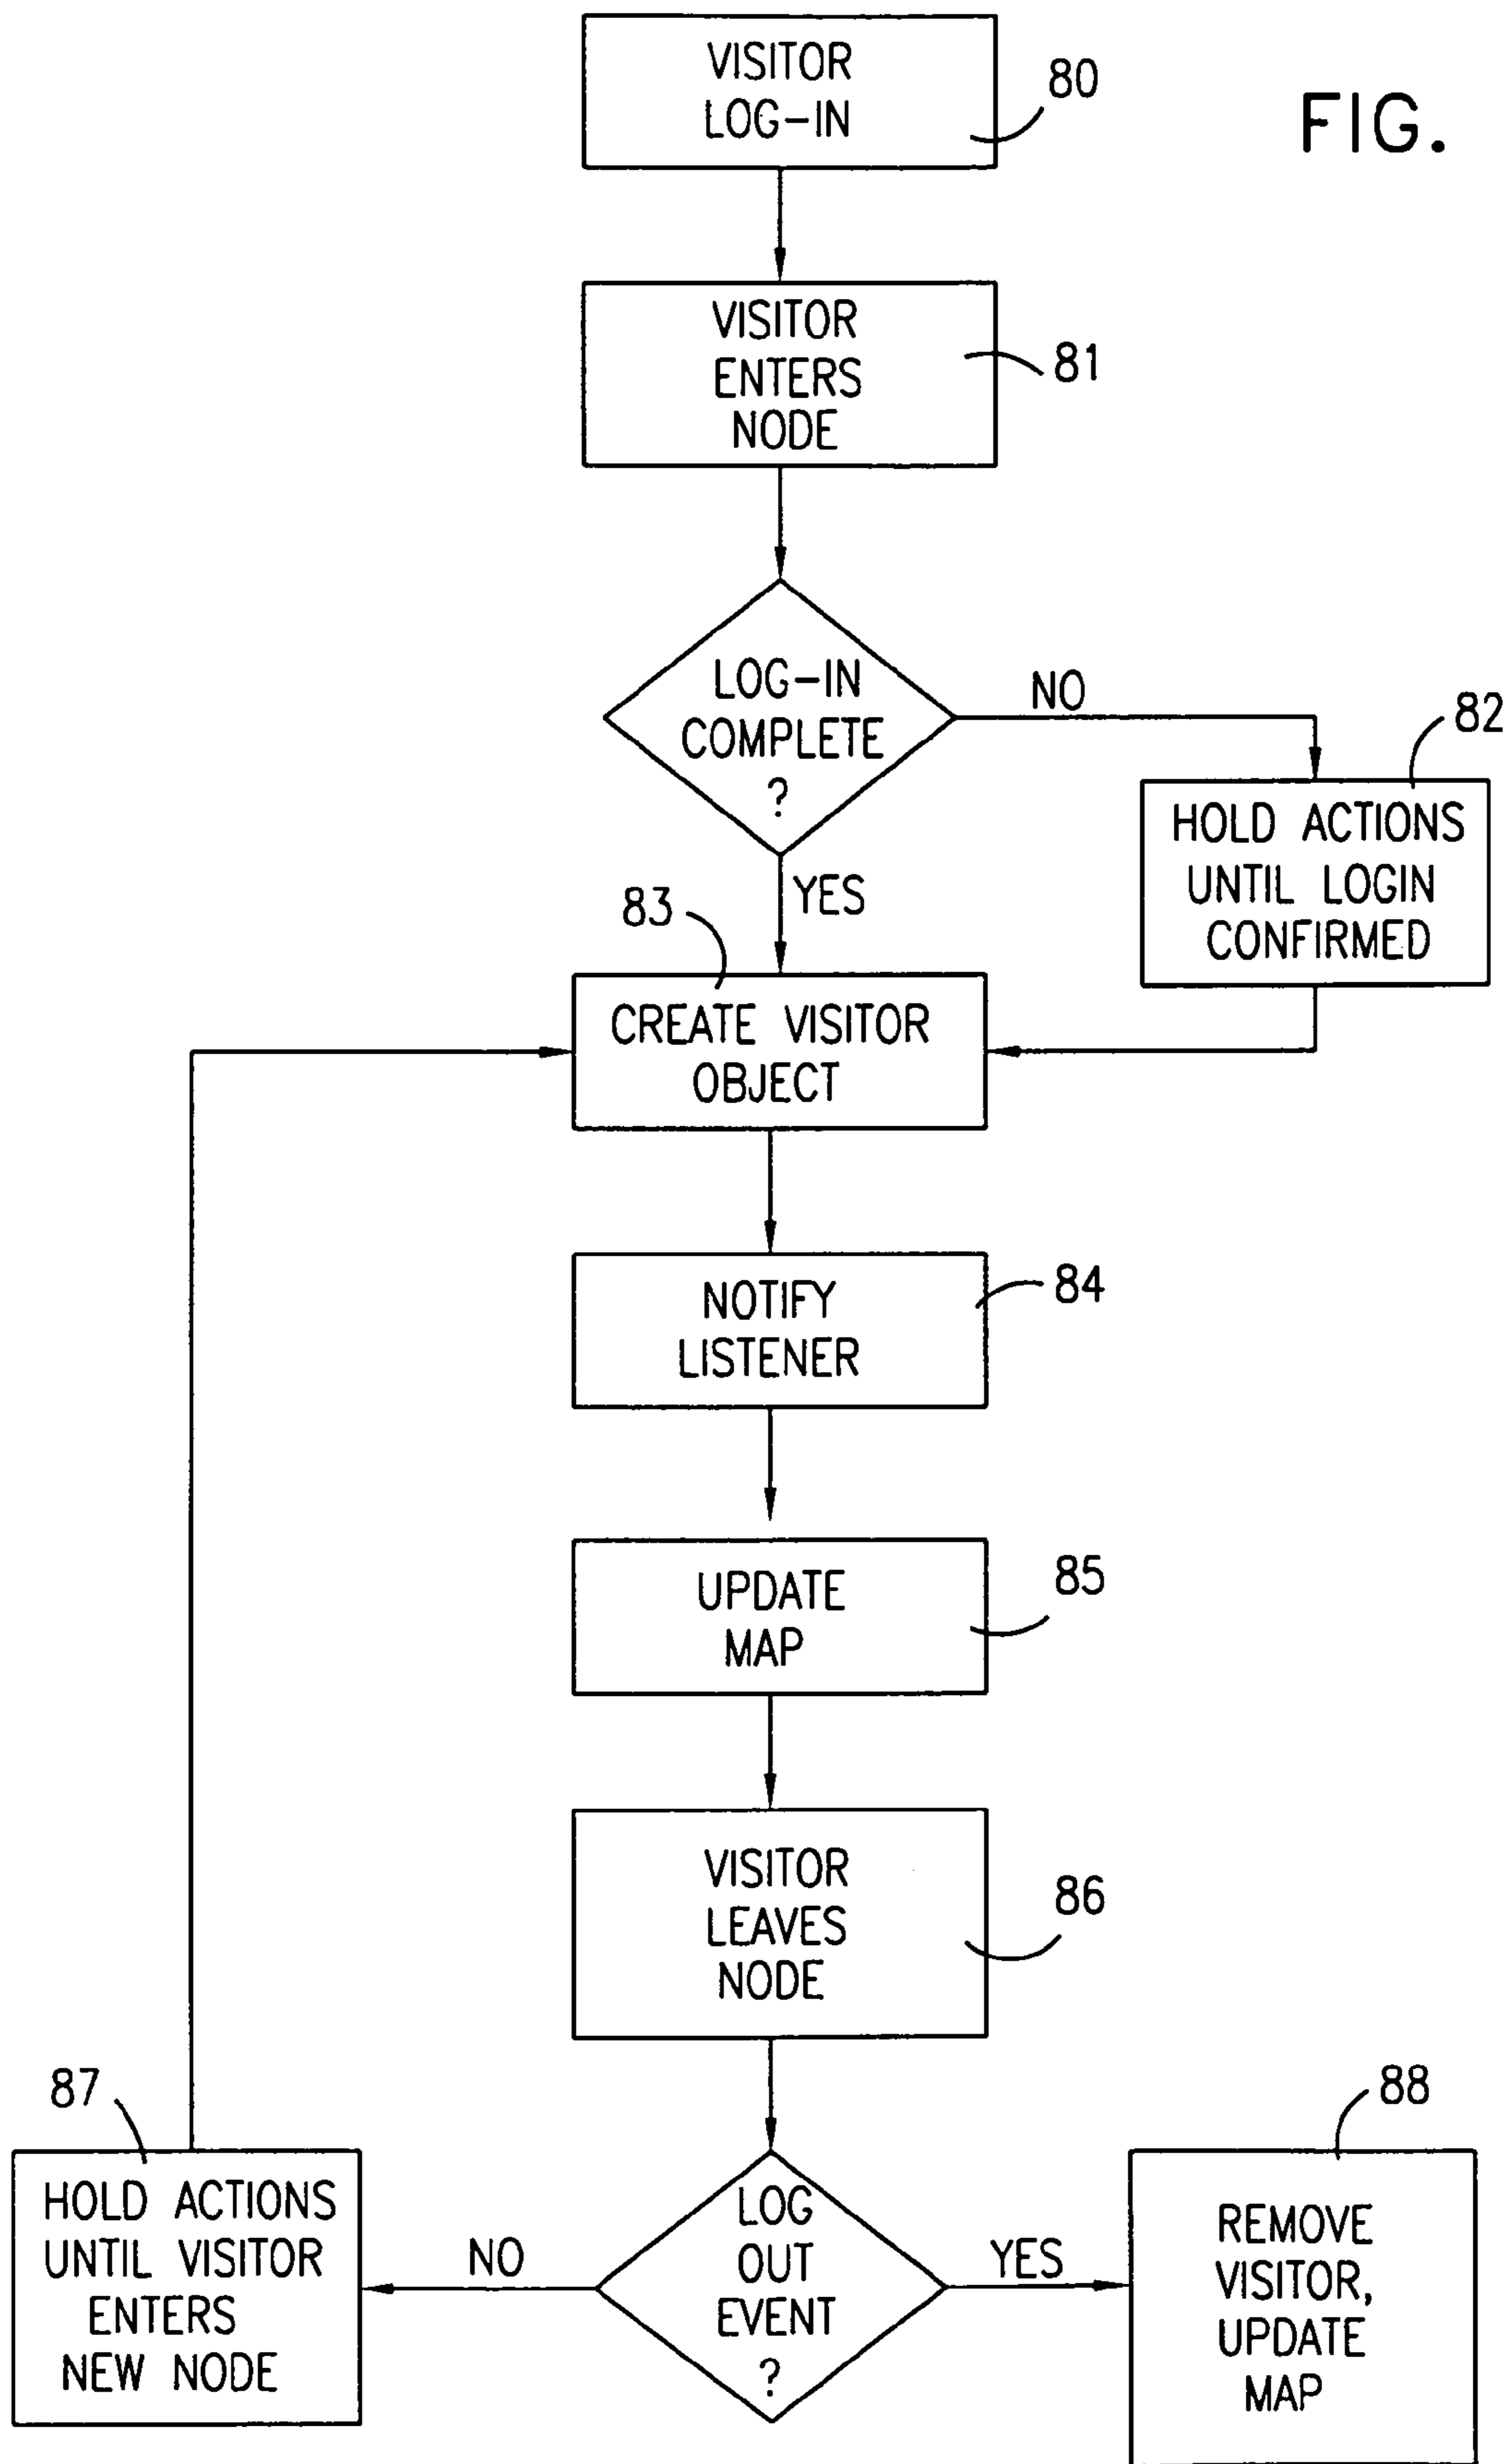 VISITOR
LOG-IN
80
FIG.
VISITOR
ENTERS
NODE
81
LOG-IN
COMPLETE
?
NO
82
HOLD ACTIONS
UNTIL LOGIN
CONFIRMED
YES
83
CREATE VISITOR
OBJECT
NOTIFY
LISTENER
84
UPDATE
MAP
85
VISITOR
LEAVES
NODE
86
87
HOLD ACTIONS
UNTIL VISITOR
ENTERS
NEW NODE
NO
LOG
OUT
EVENT
?
YES
88
REMOVE
VISITOR,
UPDATE
MAP